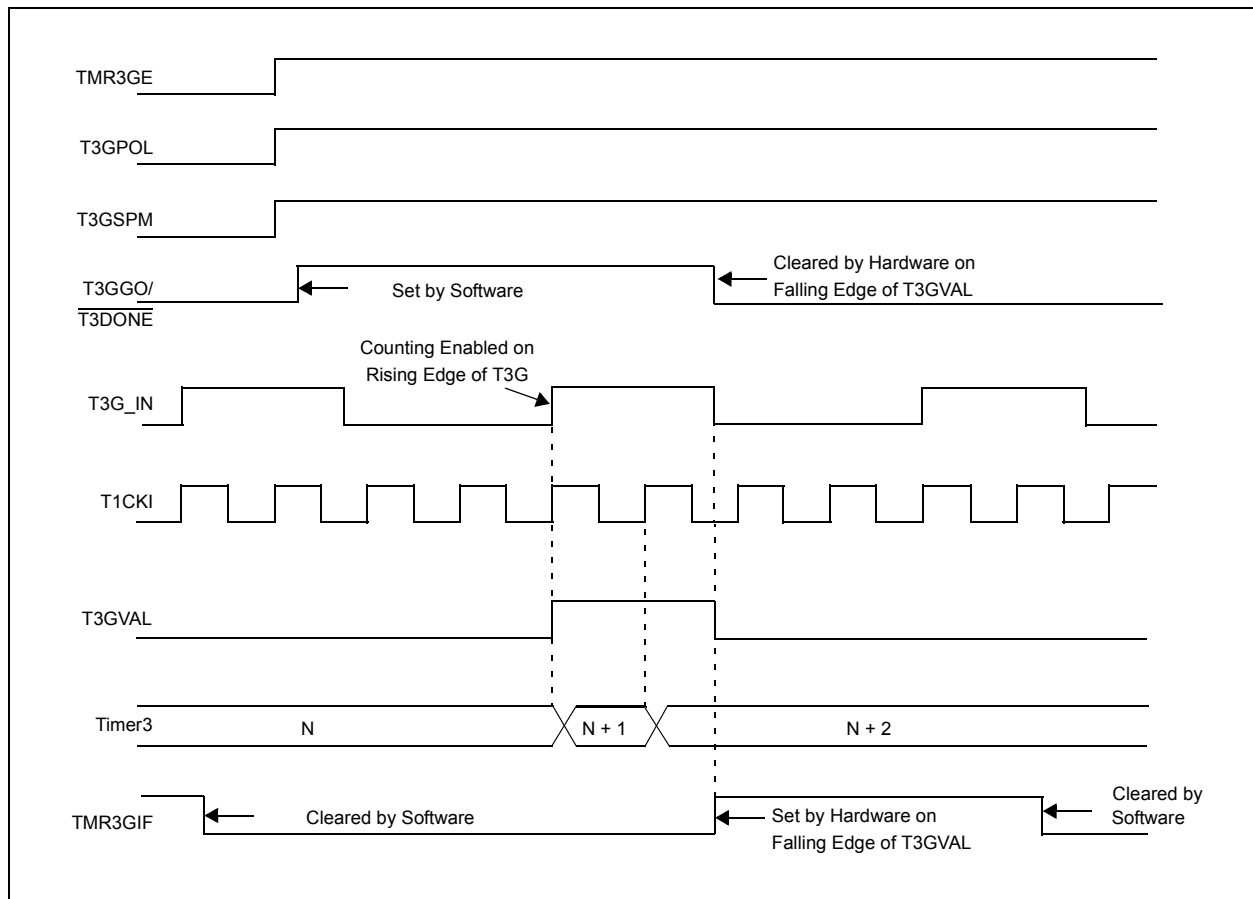 TMR3GE
T3GPOL
T3GSPM
T3GGO/
T3DONE
Set by Software
Cleared by Hardware on
Falling Edge of T3GVAL
Counting Enabled on
Rising Edge of T3G
T3G_IN
T1CKI
T3GVAL
Timer3
N
N + 1
N + 2
TMR3GIF
Cleared by Software
Set by Hardware on
Falling Edge of T3GVAL
Cleared by
Software